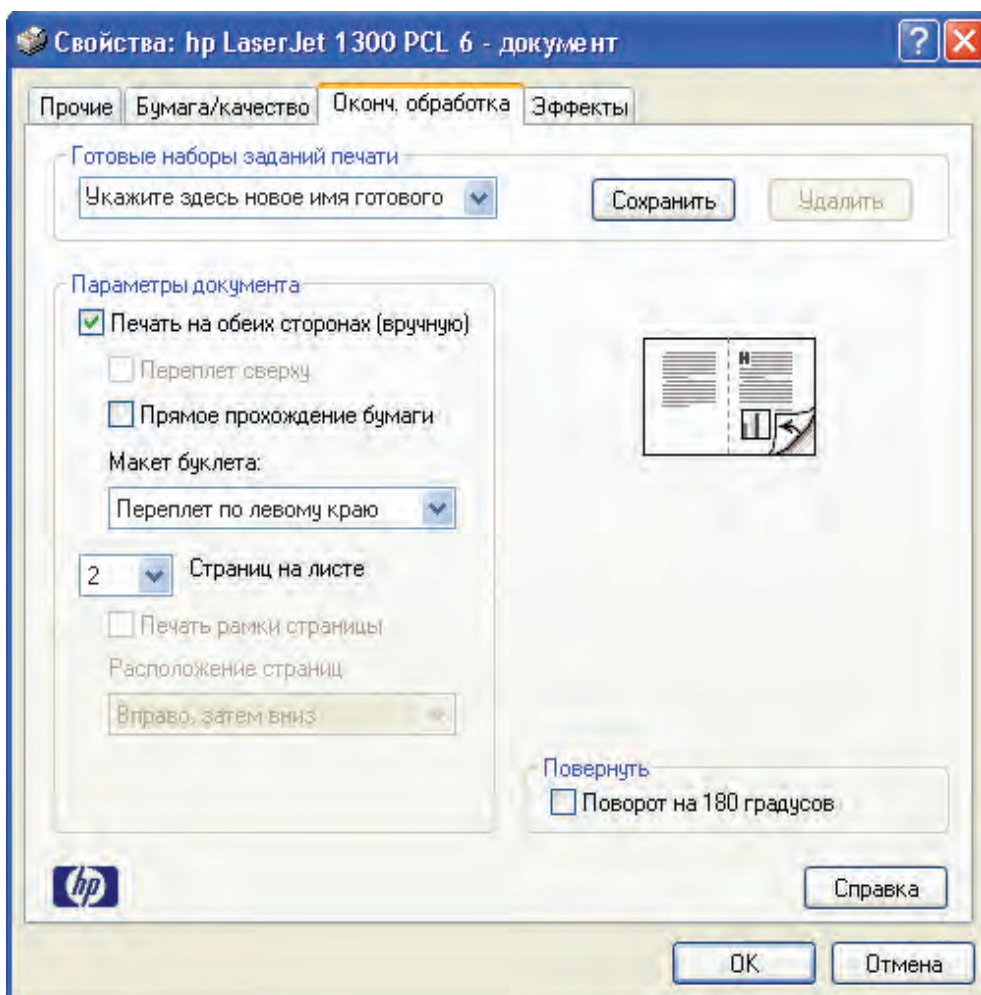 Свойства: hp LaserJet 1300 PCL 6 - документ
Прочие Бумага/качество Оконч. обработка Эффекты
Готовые наборы заданий печати
Укажите здесь новое имя готового Сохранить Удалить
Параметры документа
Печать на обеих сторонах (вручную)
Переплет сверху
Прямое прохождение бумаги
Макет буклета:
Переплет по левому краю
2 Страниц на листе
Печать рамки страницы
Расположение страниц
Вправо, затем вниз
Повернуть
Поворот на 180 градусов
hp
Справка
OK Отмена